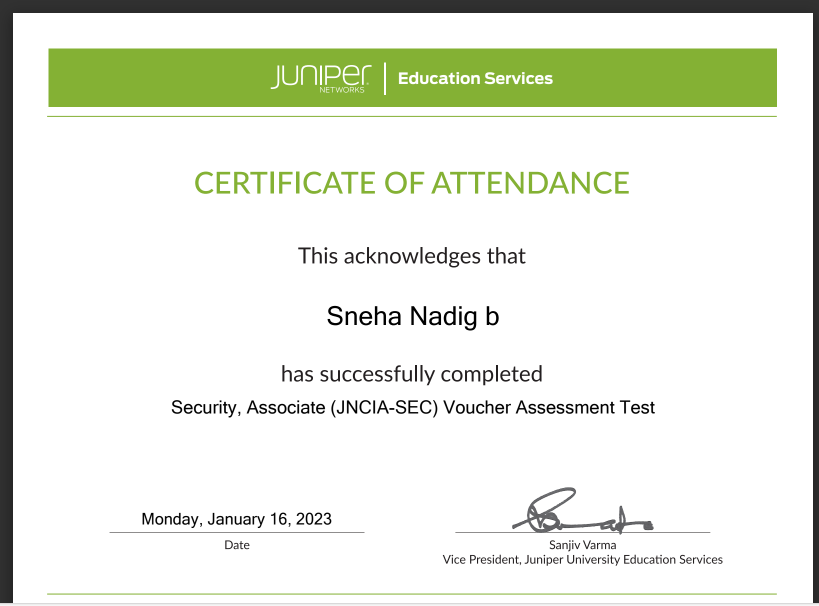 JUNIPER NETWORKS | Education Services
CERTIFICATE OF ATTENDANCE
This acknowledges that
Sneha Nadig b
has successfully completed
Security, Associate (JNCIA-SEC) Voucher Assessment Test
Monday, January 16, 2023
Date
Sanjiv Varma
Vice President, Juniper University Education Services